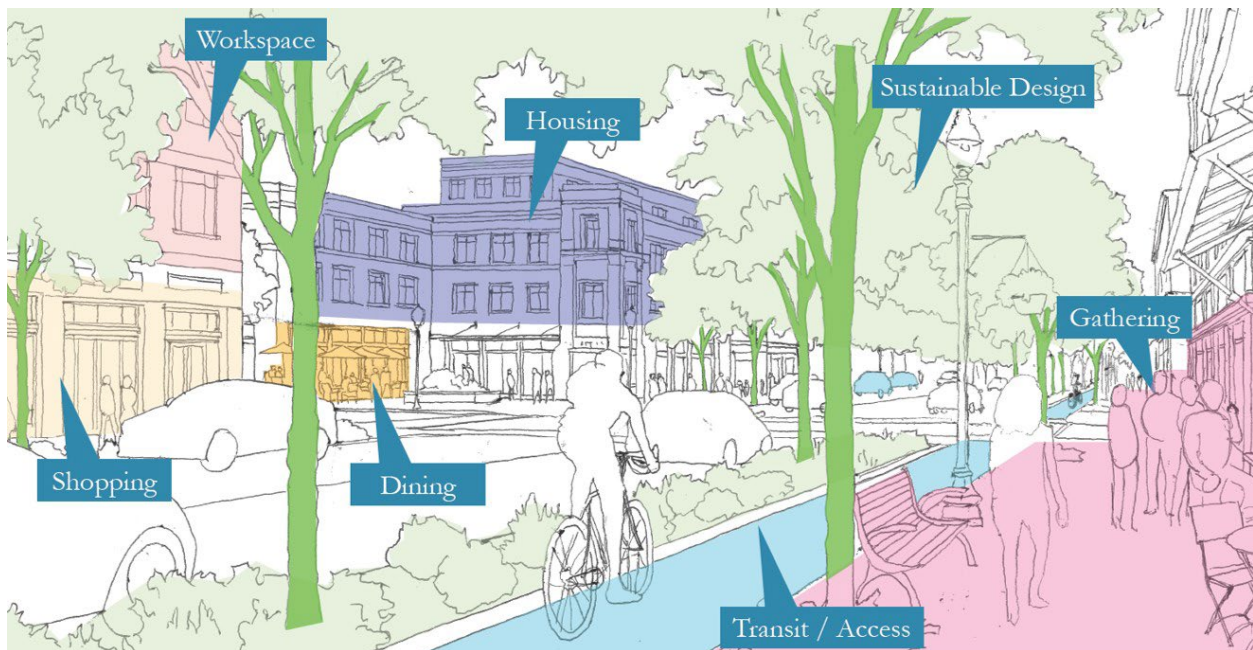 Workspace
Housing
Sustainable Design
Gathering
Shopping
Dining
Transit / Access